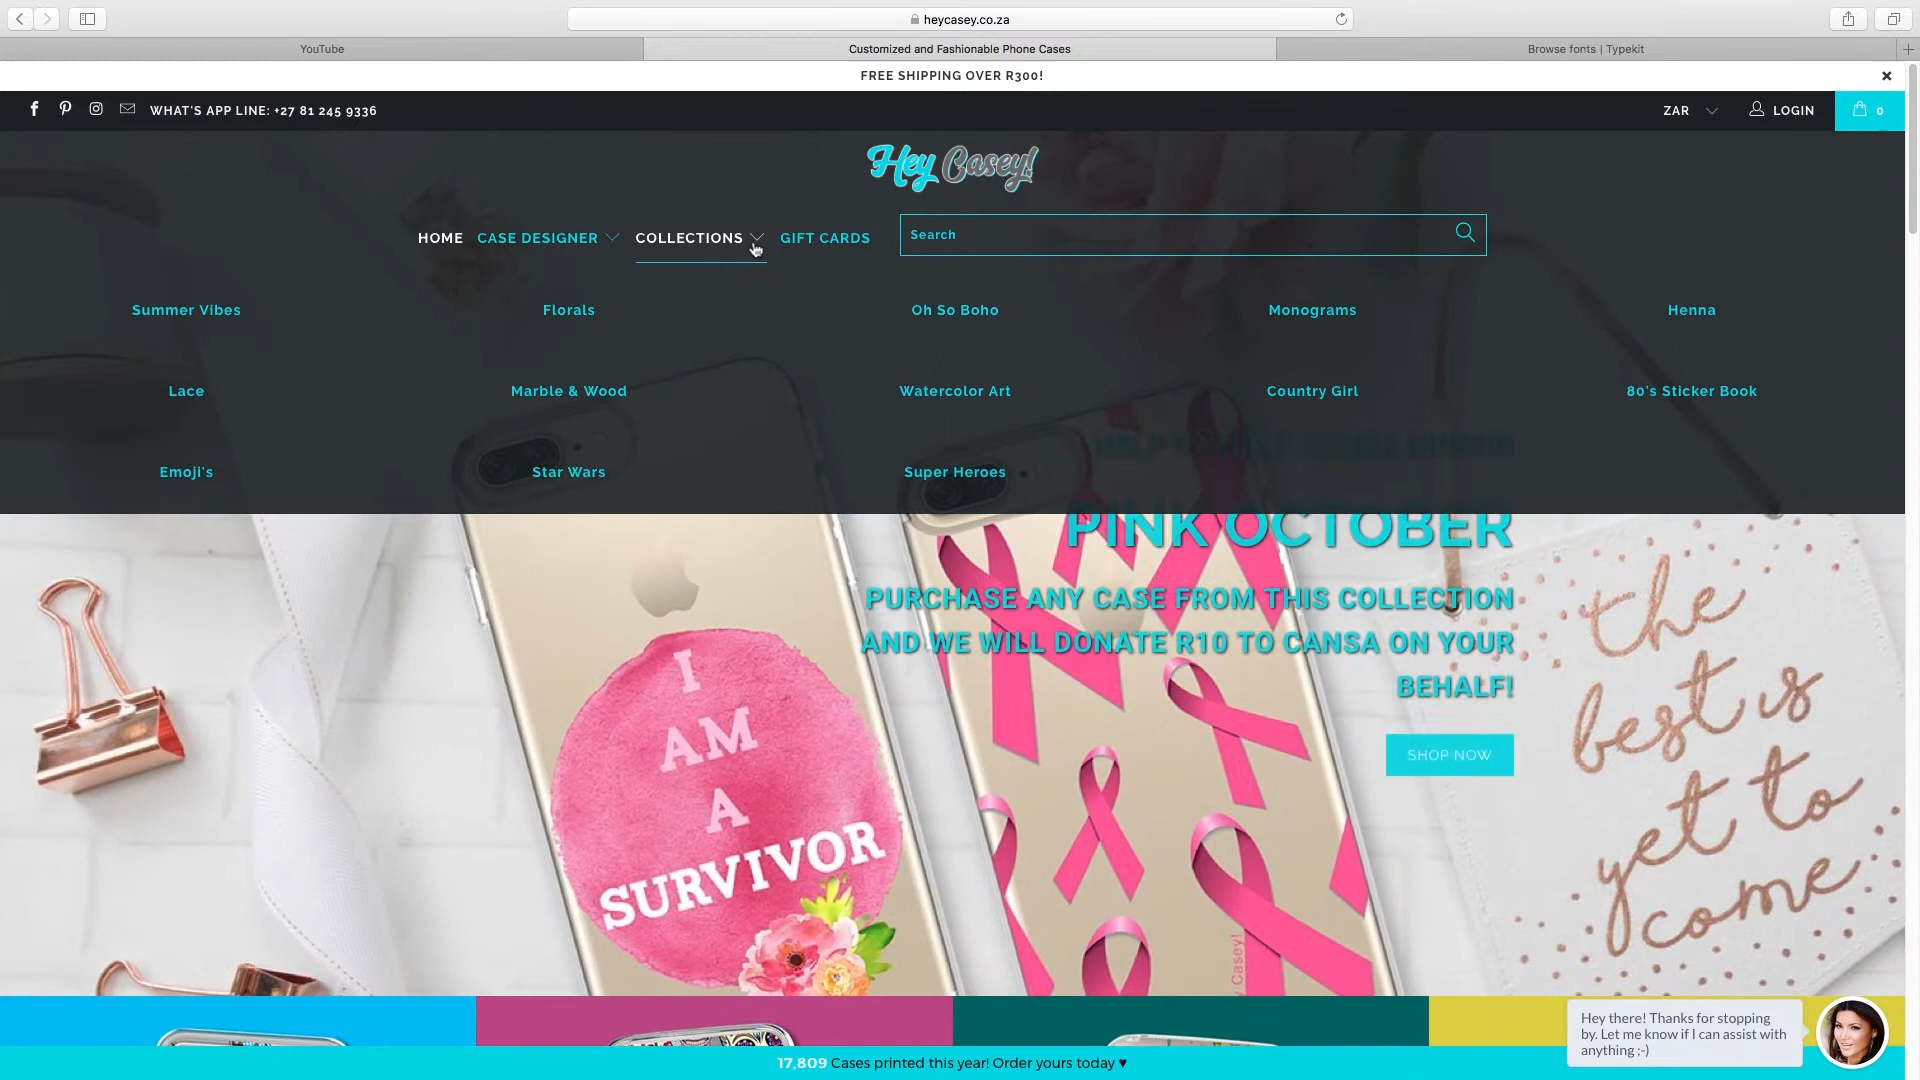 heycasey.co.za
YouTube
Customized and Fashionable Phone Cases
Browse fonts | Typekit
FREE SHIPPING OVER R300!
WHAT'S APP LINE: +27 81 245 9336
ZAR
LOGIN
0
Hey Casey!
HOME
CASE DESIGNER
COLLECTIONS
GIFT CARDS
Search
Summer Vibes
Florals
Oh So Boho
Monograms
Henna
Lace
Marble & Wood
Watercolor Art
Country Girl
80's Sticker Book
Emoji's
Star Wars
Super Heroes
PINK OCTOBER
PURCHASE ANY CASE FROM THIS COLLECTION
AND WE WILL DONATE R10 TO CANSA ON YOUR
BEHALF!
SHOP NOW
I
AM
A
SURVIVOR
the
best is
yet to
come
Casey!
Hey there! Thanks for stopping
by. Let me know if I can assist with
anything ;-)
17,809 Cases printed this year! Order yours today ♥